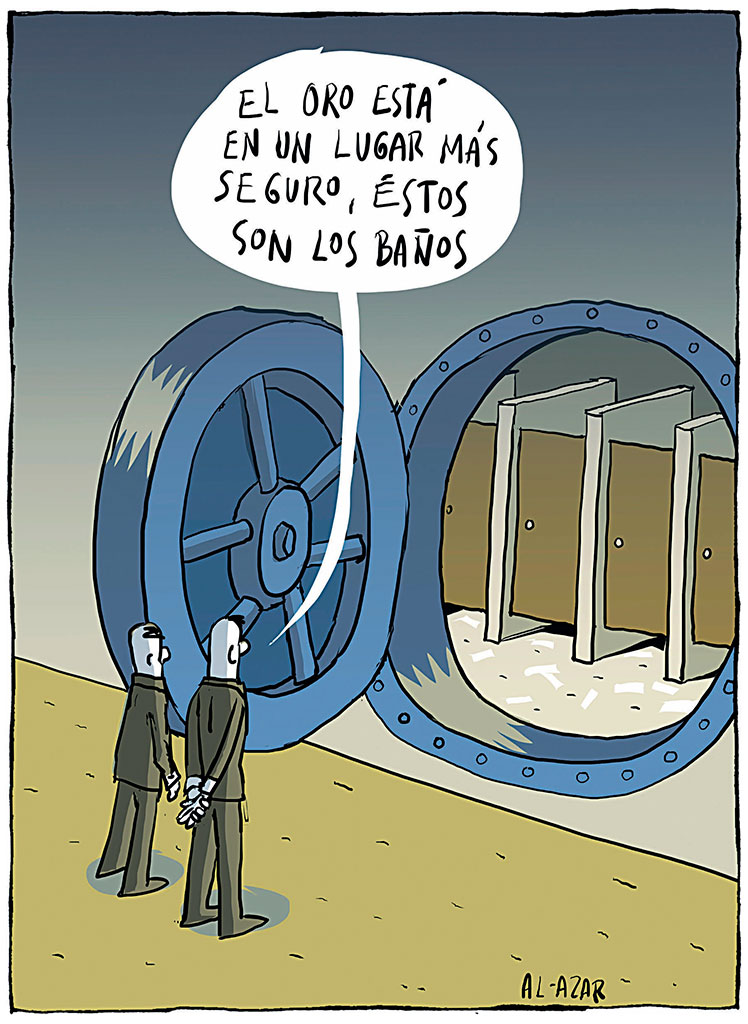 EL ORO ESTÁ
EN UN LUGAR MÁS
SEGURO, ÉSTOS
SON LOS BAÑOS
AL-AZAR